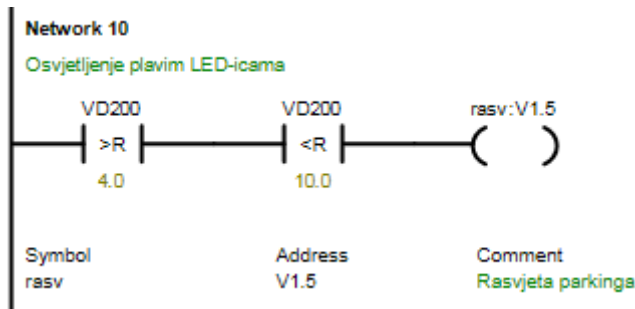 Network 10
Osvjetljenje plavim LED-icama
VD200 VD200 rasv:V1.5
>R <R
4.0 10.0
Symbol Address Comment
rasv V1.5 Rasvjeta parkinga